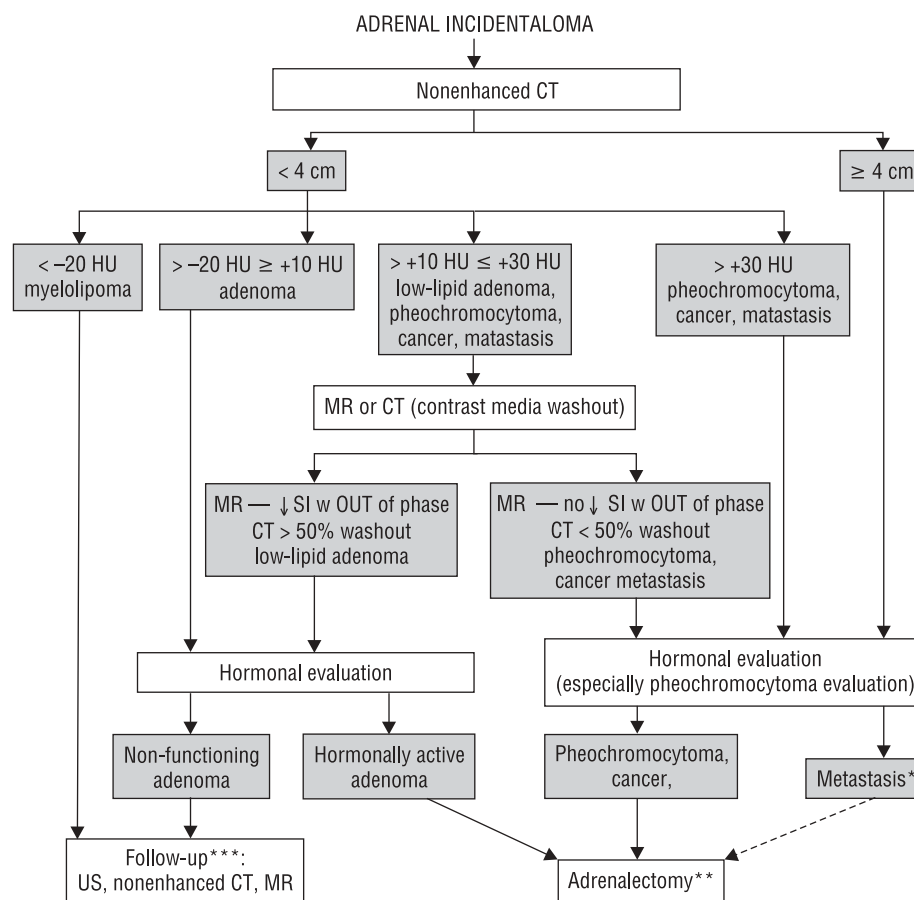 ADRENAL INCIDENTALOMA
Nonenhanced CT
< 4 cm
≥ 4 cm
< –20 HU
myelolipoma
> –20 HU ≥ +10 HU
adenoma
> +10 HU ≤ +30 HU
low-lipid adenoma,
pheochromocytoma,
cancer, matastasis
> +30 HU
pheochromocytoma,
cancer, matastasis
MR or CT (contrast media washout)
MR — ↓ SI w OUT of phase
CT > 50% washout
low-lipid adenoma
MR — no ↓ SI w OUT of phase
CT < 50% washout
pheochromocytoma,
cancer metastasis
Hormonal evaluation
Hormonal evaluation
(especially pheochromocytoma evaluation)
Non-functioning
adenoma
Hormonally active
adenoma
Pheochromocytoma,
cancer,
Metastasis*
Follow-up***:
US, nonenhanced CT, MR
Adrenalectomy**